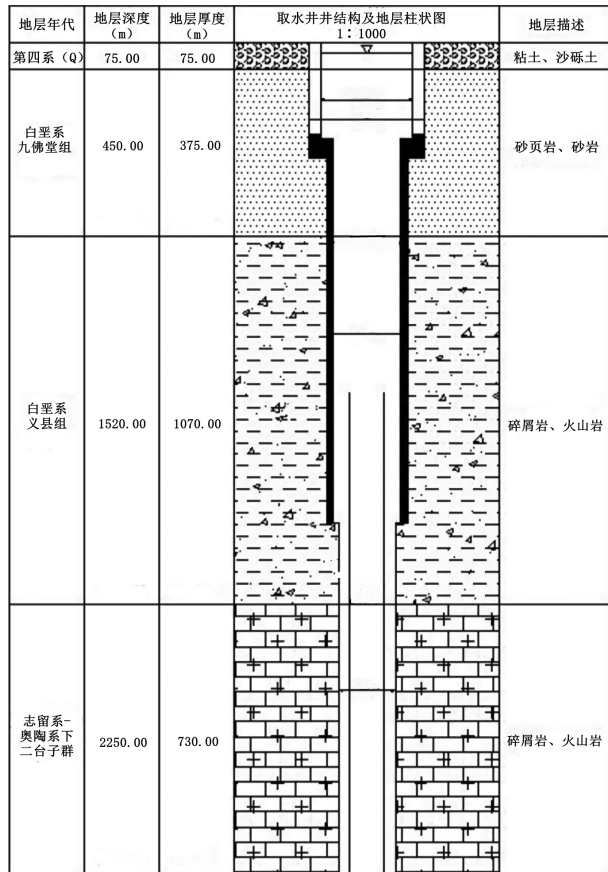 地层年代
地层深度
（m）
地层厚度
（m）
取水井井结构及地层柱状图
1：1000
地层描述
第四系（Q）
75.00
75.00
粘土、沙砾土
白垩系
九佛堂组
450.00
375.00
砂页岩、砂岩
白垩系
义县组
1520.00
1070.00
碎屑岩、火山岩
志留系-
奥陶系下
二台子群
2250.00
730.00
碎屑岩、火山岩